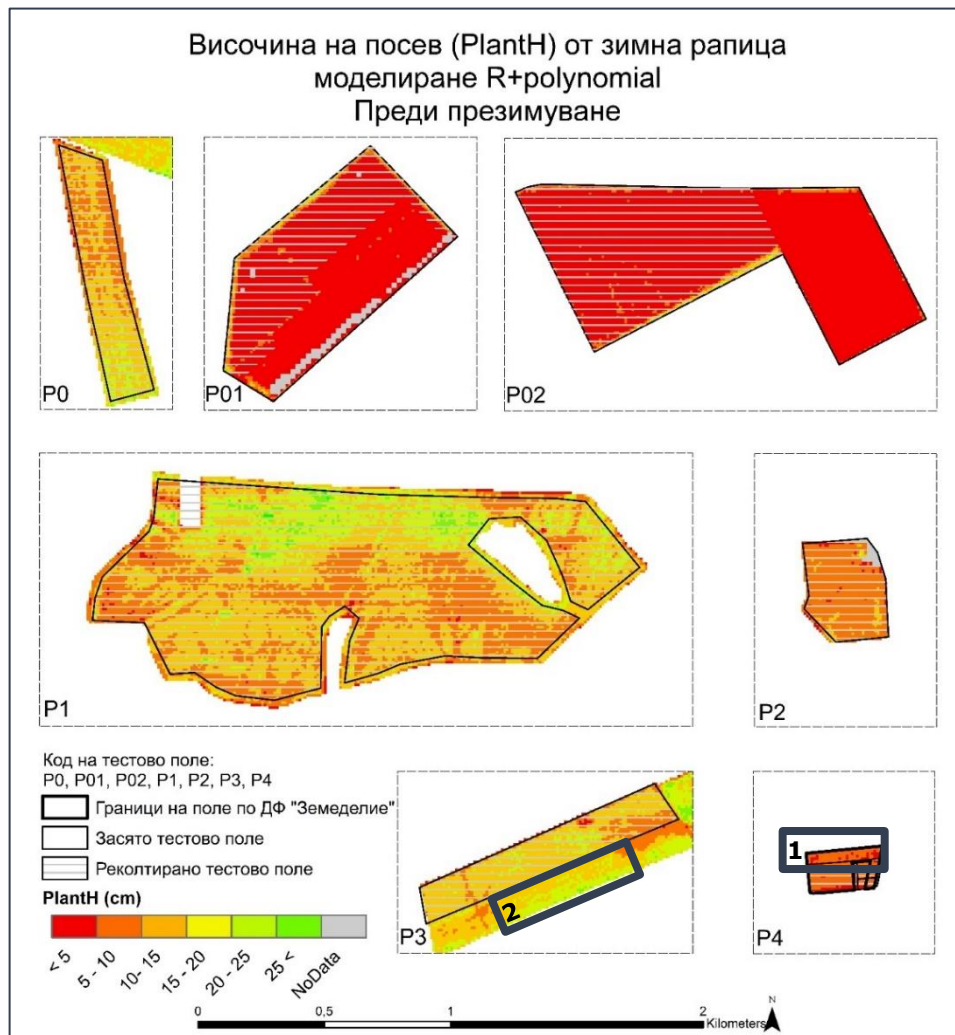 Височина на посев (PlantH) от зимна рапица
моделиране R+polynomial
Преди презимуване
P0
P01
P02
P1
P2
Код на тестово поле:
P0, P01, P02, P1, P2, P3, P4
Граници на поле по ДФ "Земеделие"
Засято тестово поле
Реколтирано тестово поле
PlantH (cm)
< 5
5 - 10
10- 15
15 - 20
20 - 25
25 <
NoData
2
P3
1
P4
0
0,5
1
2
Kilometers
N